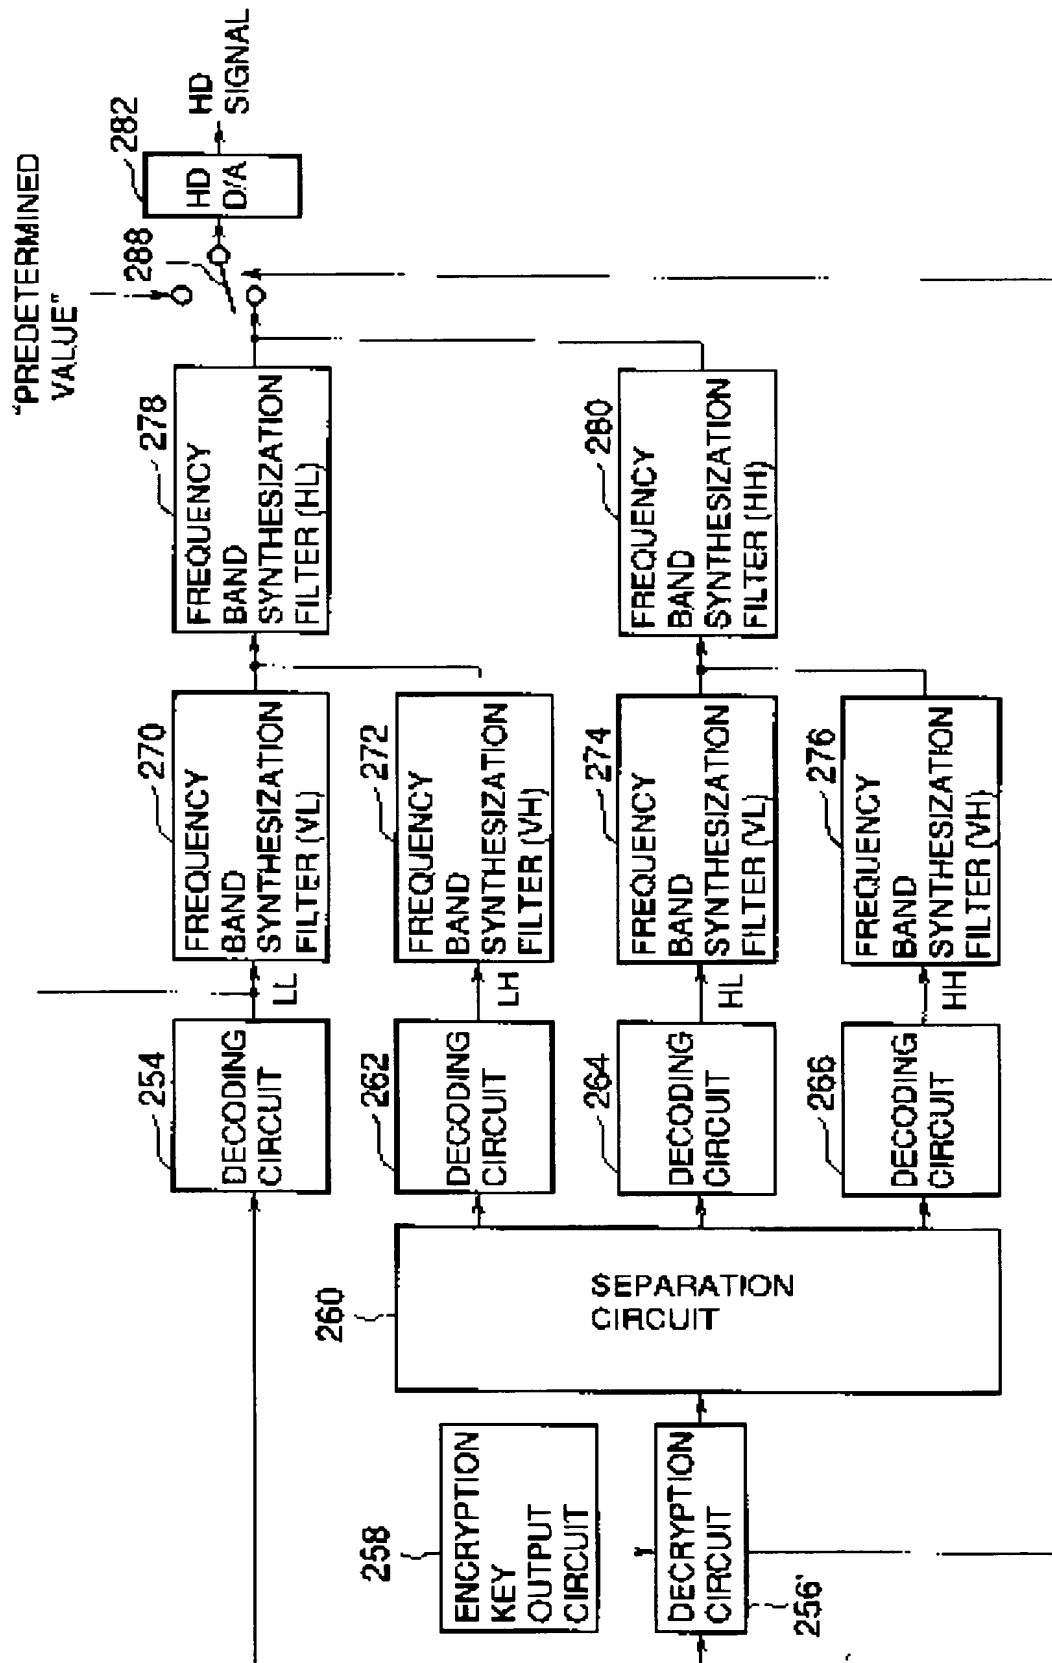 "PREDETERMINED
VALUE"
288
282
HD
D/A
HD
SIGNAL
254
DECODING
CIRCUIT
LL
270
FREQUENCY
BAND
SYNTHESIZATION
FILTER (VL)
278
FREQUENCY
BAND
SYNTHESIZATION
FILTER (HL)
262
DECODING
CIRCUIT
LH
272
FREQUENCY
BAND
SYNTHESIZATION
FILTER (VH)
264
DECODING
CIRCUIT
HL
274
FREQUENCY
BAND
SYNTHESIZATION
FILTER (VL)
280
FREQUENCY
BAND
SYNTHESIZATION
FILTER (HH)
266
DECODING
CIRCUIT
HH
276
FREQUENCY
BAND
SYNTHESIZATION
FILTER (VH)
260
SEPARATION
CIRCUIT
258
ENCRYPTION
KEY
OUTPUT
CIRCUIT
DECRYPTION
CIRCUIT
256'